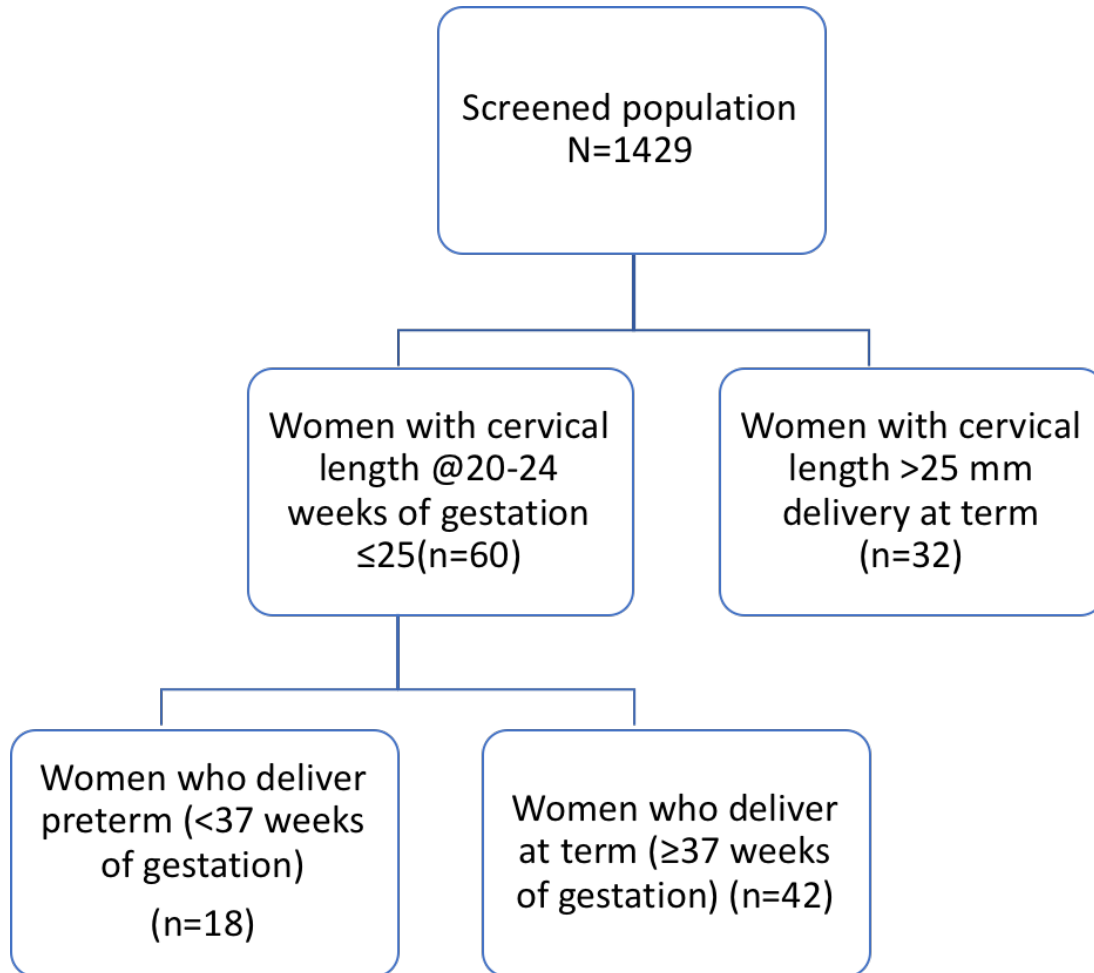 Screened population
N=1429
Women with cervical
length @20-24
weeks of gestation
≤25(n=60)
Women with cervical
length >25 mm
delivery at term
(n=32)
Women who deliver
preterm (<37 weeks
of gestation)
(n=18)
Women who deliver
at term (≥37 weeks
of gestation) (n=42)